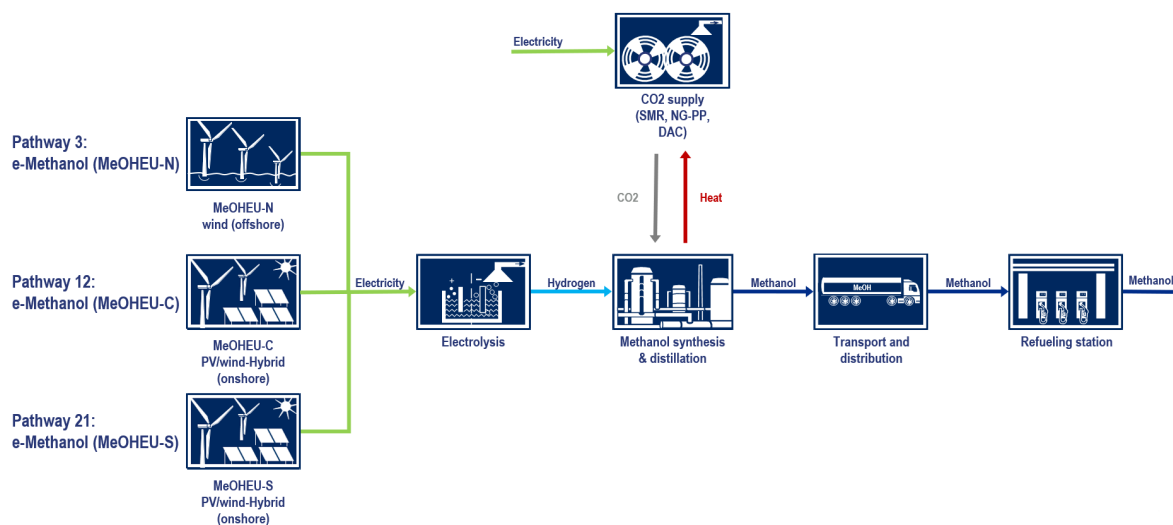 Electricity
CO2 supply
(SMR, NG-PP,
DAC)
Pathway 3:
e-Methanol (MeOHEU-N)
MeOHEU-N
wind (offshore)
CO2
Heat
Pathway 12:
e-Methanol (MeOHEU-C)
MeOHEU-C
PV/wind-Hybrid
(onshore)
Electricity
Electrolysis
Hydrogen
Methanol synthesis
& distillation
Methanol
MeOH
Transport and
distribution
Methanol
Refueling station
Methanol
Pathway 21:
e-Methanol (MeOHEU-S)
MeOHEU-S
PV/wind-Hybrid
(onshore)